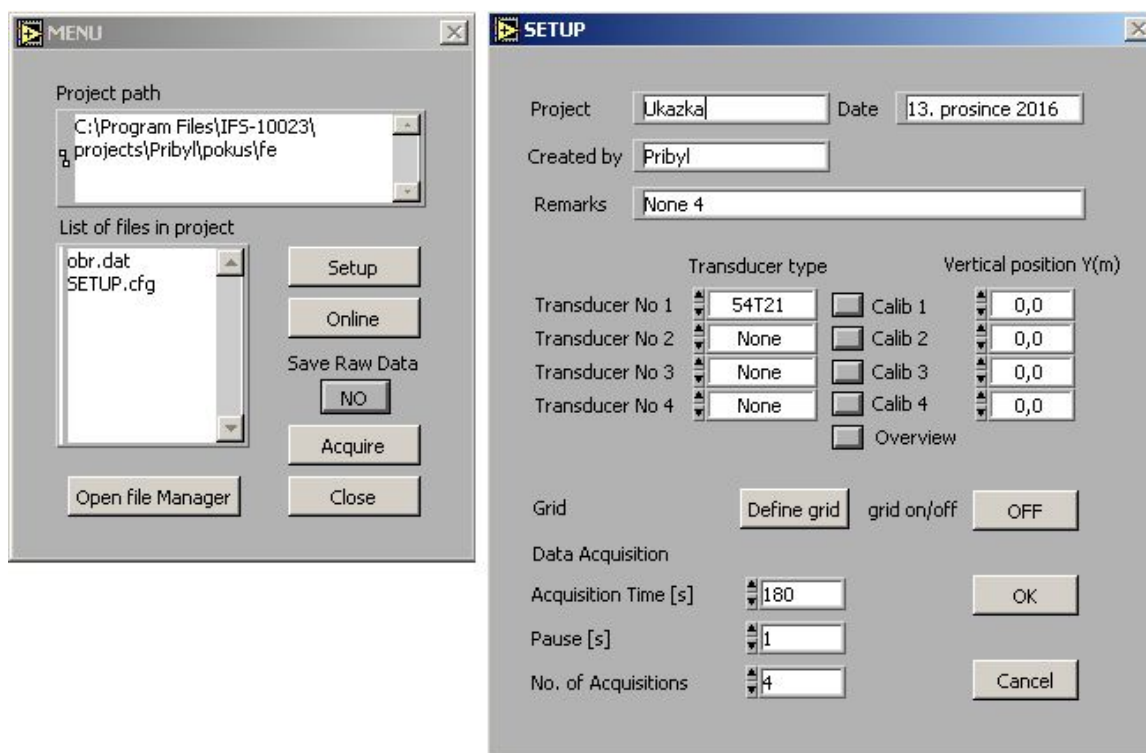 MENU
Project path
C:\Program Files\IFS-10023\
projects\Pribyl\pokus\fe
List of files in project
obr.dat
SETUP.cfg
Setup
Online
Save Raw Data
NO
Acquire
Open file Manager
Close
SETUP
Project Ukazka Date 13. prosince 2016
Created by Pribyl
Remarks None 4
Transducer type Vertical position Y(m)
Transducer No 1 54T21 Calib 1 0,0
Transducer No 2 None Calib 2 0,0
Transducer No 3 None Calib 3 0,0
Transducer No 4 None Calib 4 0,0
Overview
Grid Define grid grid on/off OFF
Data Acquisition
Acquisition Time [s] 180 OK
Pause [s] 1
No. of Acquisitions 4 Cancel